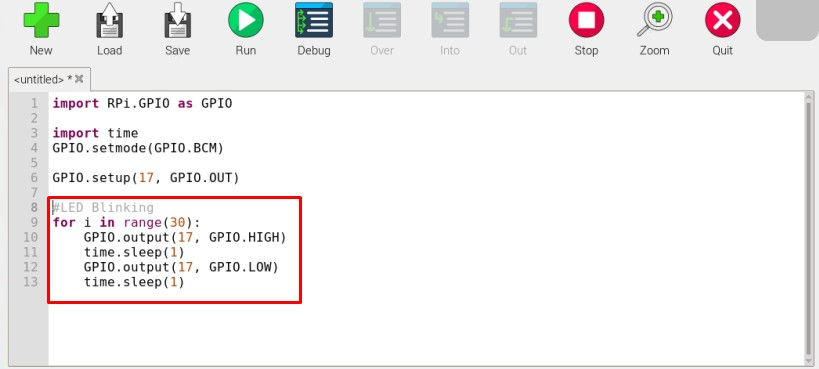 New Load Save Run Debug Over Into Out Stop Zoom Quit
<untitled> *
1 import RPi.GPIO as GPIO
2
3 import time
4 GPIO.setmode(GPIO.BCM)
5
6 GPIO.setup(17, GPIO.OUT)
7
8 #LED Blinking
9 for i in range(30):
10     GPIO.output(17, GPIO.HIGH)
11     time.sleep(1)
12     GPIO.output(17, GPIO.LOW)
13     time.sleep(1)